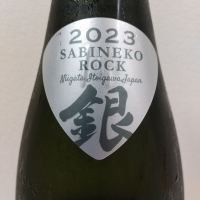 2023
SABINEKO
ROCK
Niigata Itoigawa Japan
銀